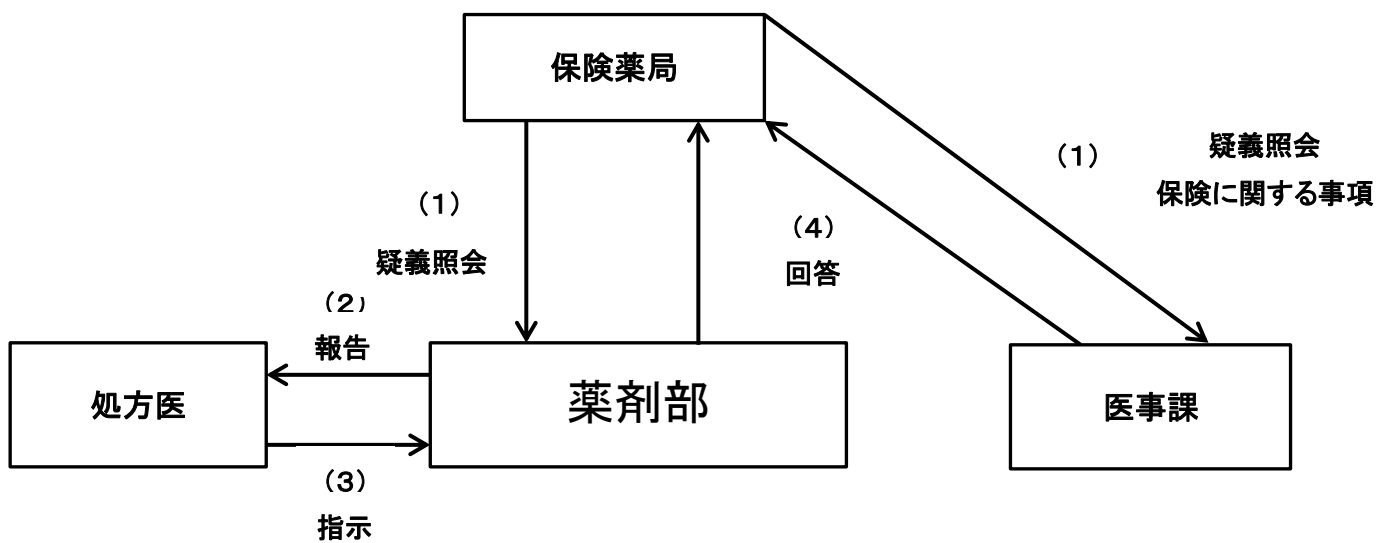 保険薬局
(1)
疑義照会
保険に関する事項
(1)
疑義照会
(4)
回答
(2)
報告
処方医
薬剤部
医事課
(3)
指示